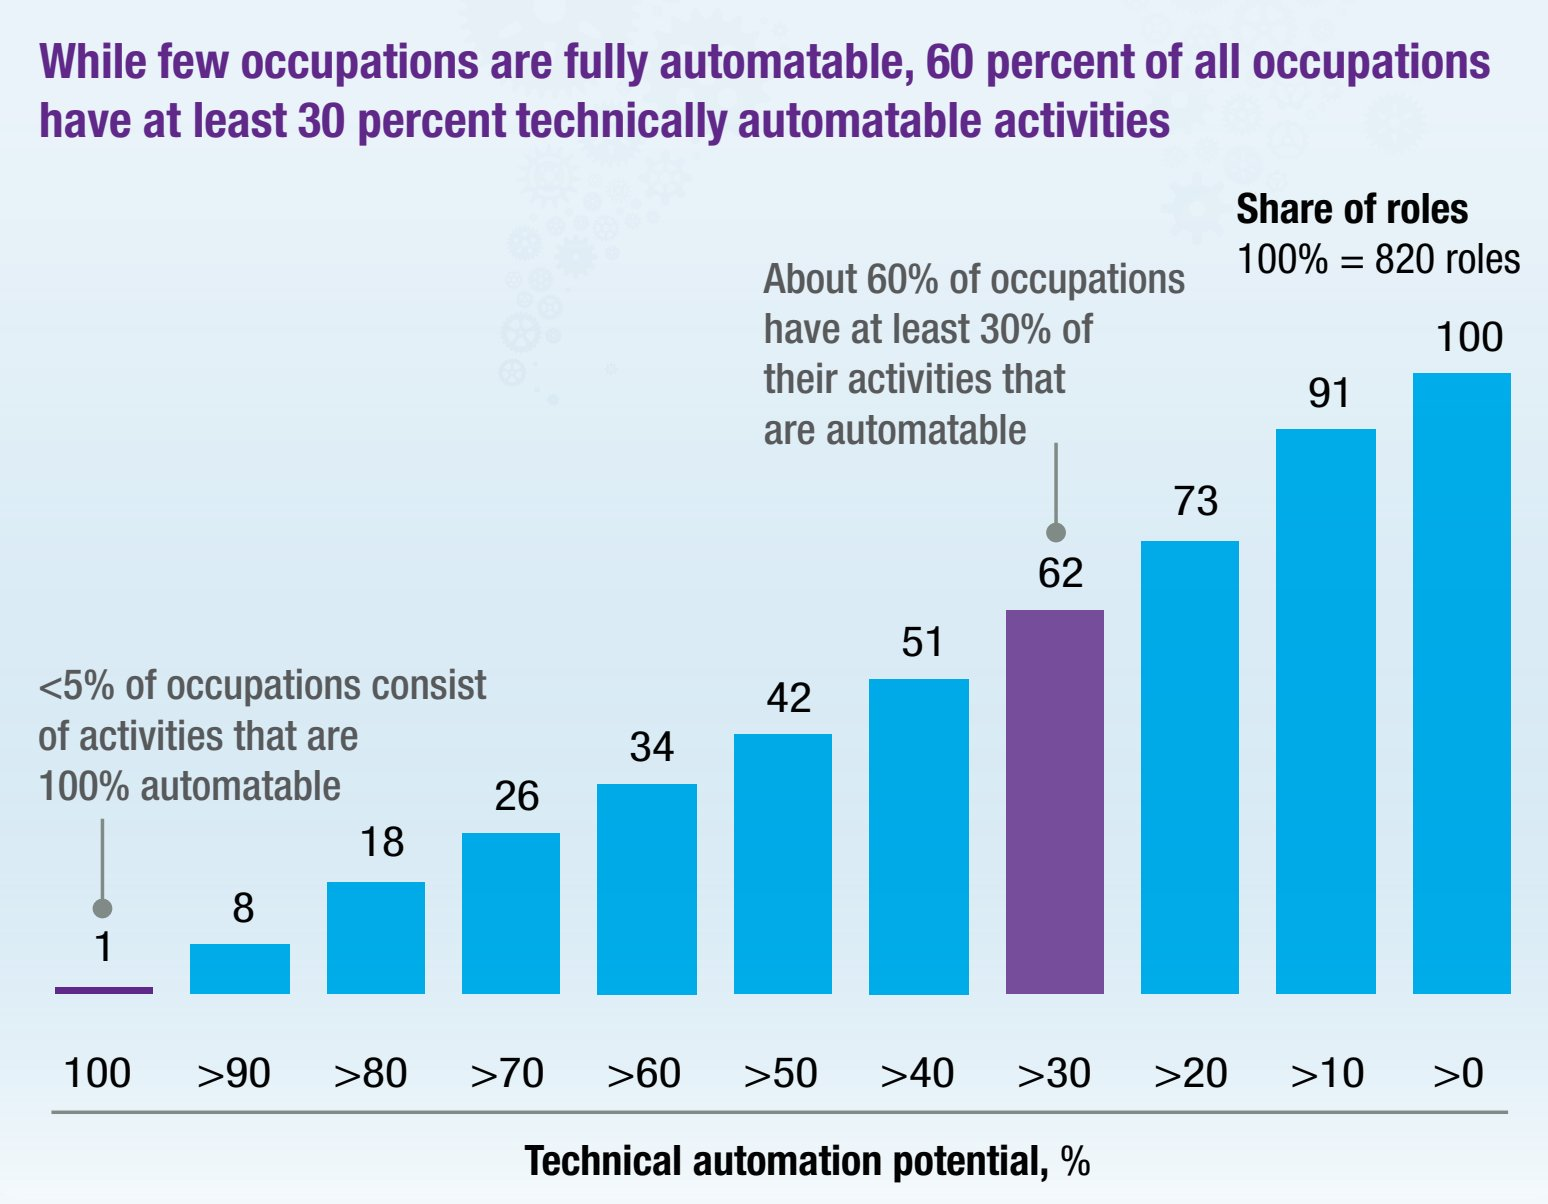 While few occupations are fully automatable, 60 percent of all occupations
have at least 30 percent technically automatable activities
Share of roles
100% = 820 roles
About 60% of occupations
have at least 30% of
their activities that
are automatable
<5% of occupations consist
of activities that are
100% automatable
1
8
18
26
34
42
51
62
73
91
100
100 >90 >80 >70 >60 >50 >40 >30 >20 >10 >0
Technical automation potential, %